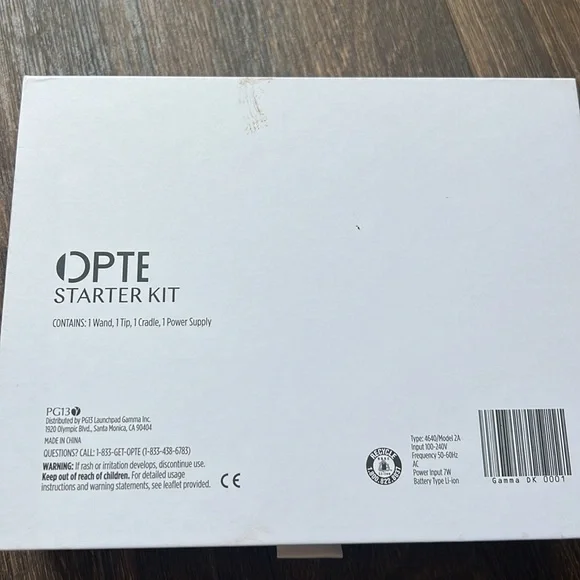 OPTE
STARTER KIT
CONTAINS: 1 Wand, 1 Tip, 1 Cradle, 1 Power Supply
PG13
Distributed by PG13 Launchpad Gamma Inc.
1920 Olympic Blvd., Santa Monica, CA 90404
MADE IN CHINA
QUESTIONS? CALL: 1-833-GET-OPTE (1-833-438-6783)
WARNING: If rash or irritation develops, discontinue use.
Keep out of reach of children. For detailed usage
instructions and warning statements, see leaflet provided.
CE
RECYCLE
1.800.822.8837
Type: 4640/Model 2A
Input 100-240V
Frequency 50-60Hz
AC
Power Input 7W
Battery Type Li-ion
Gamma DK 0001